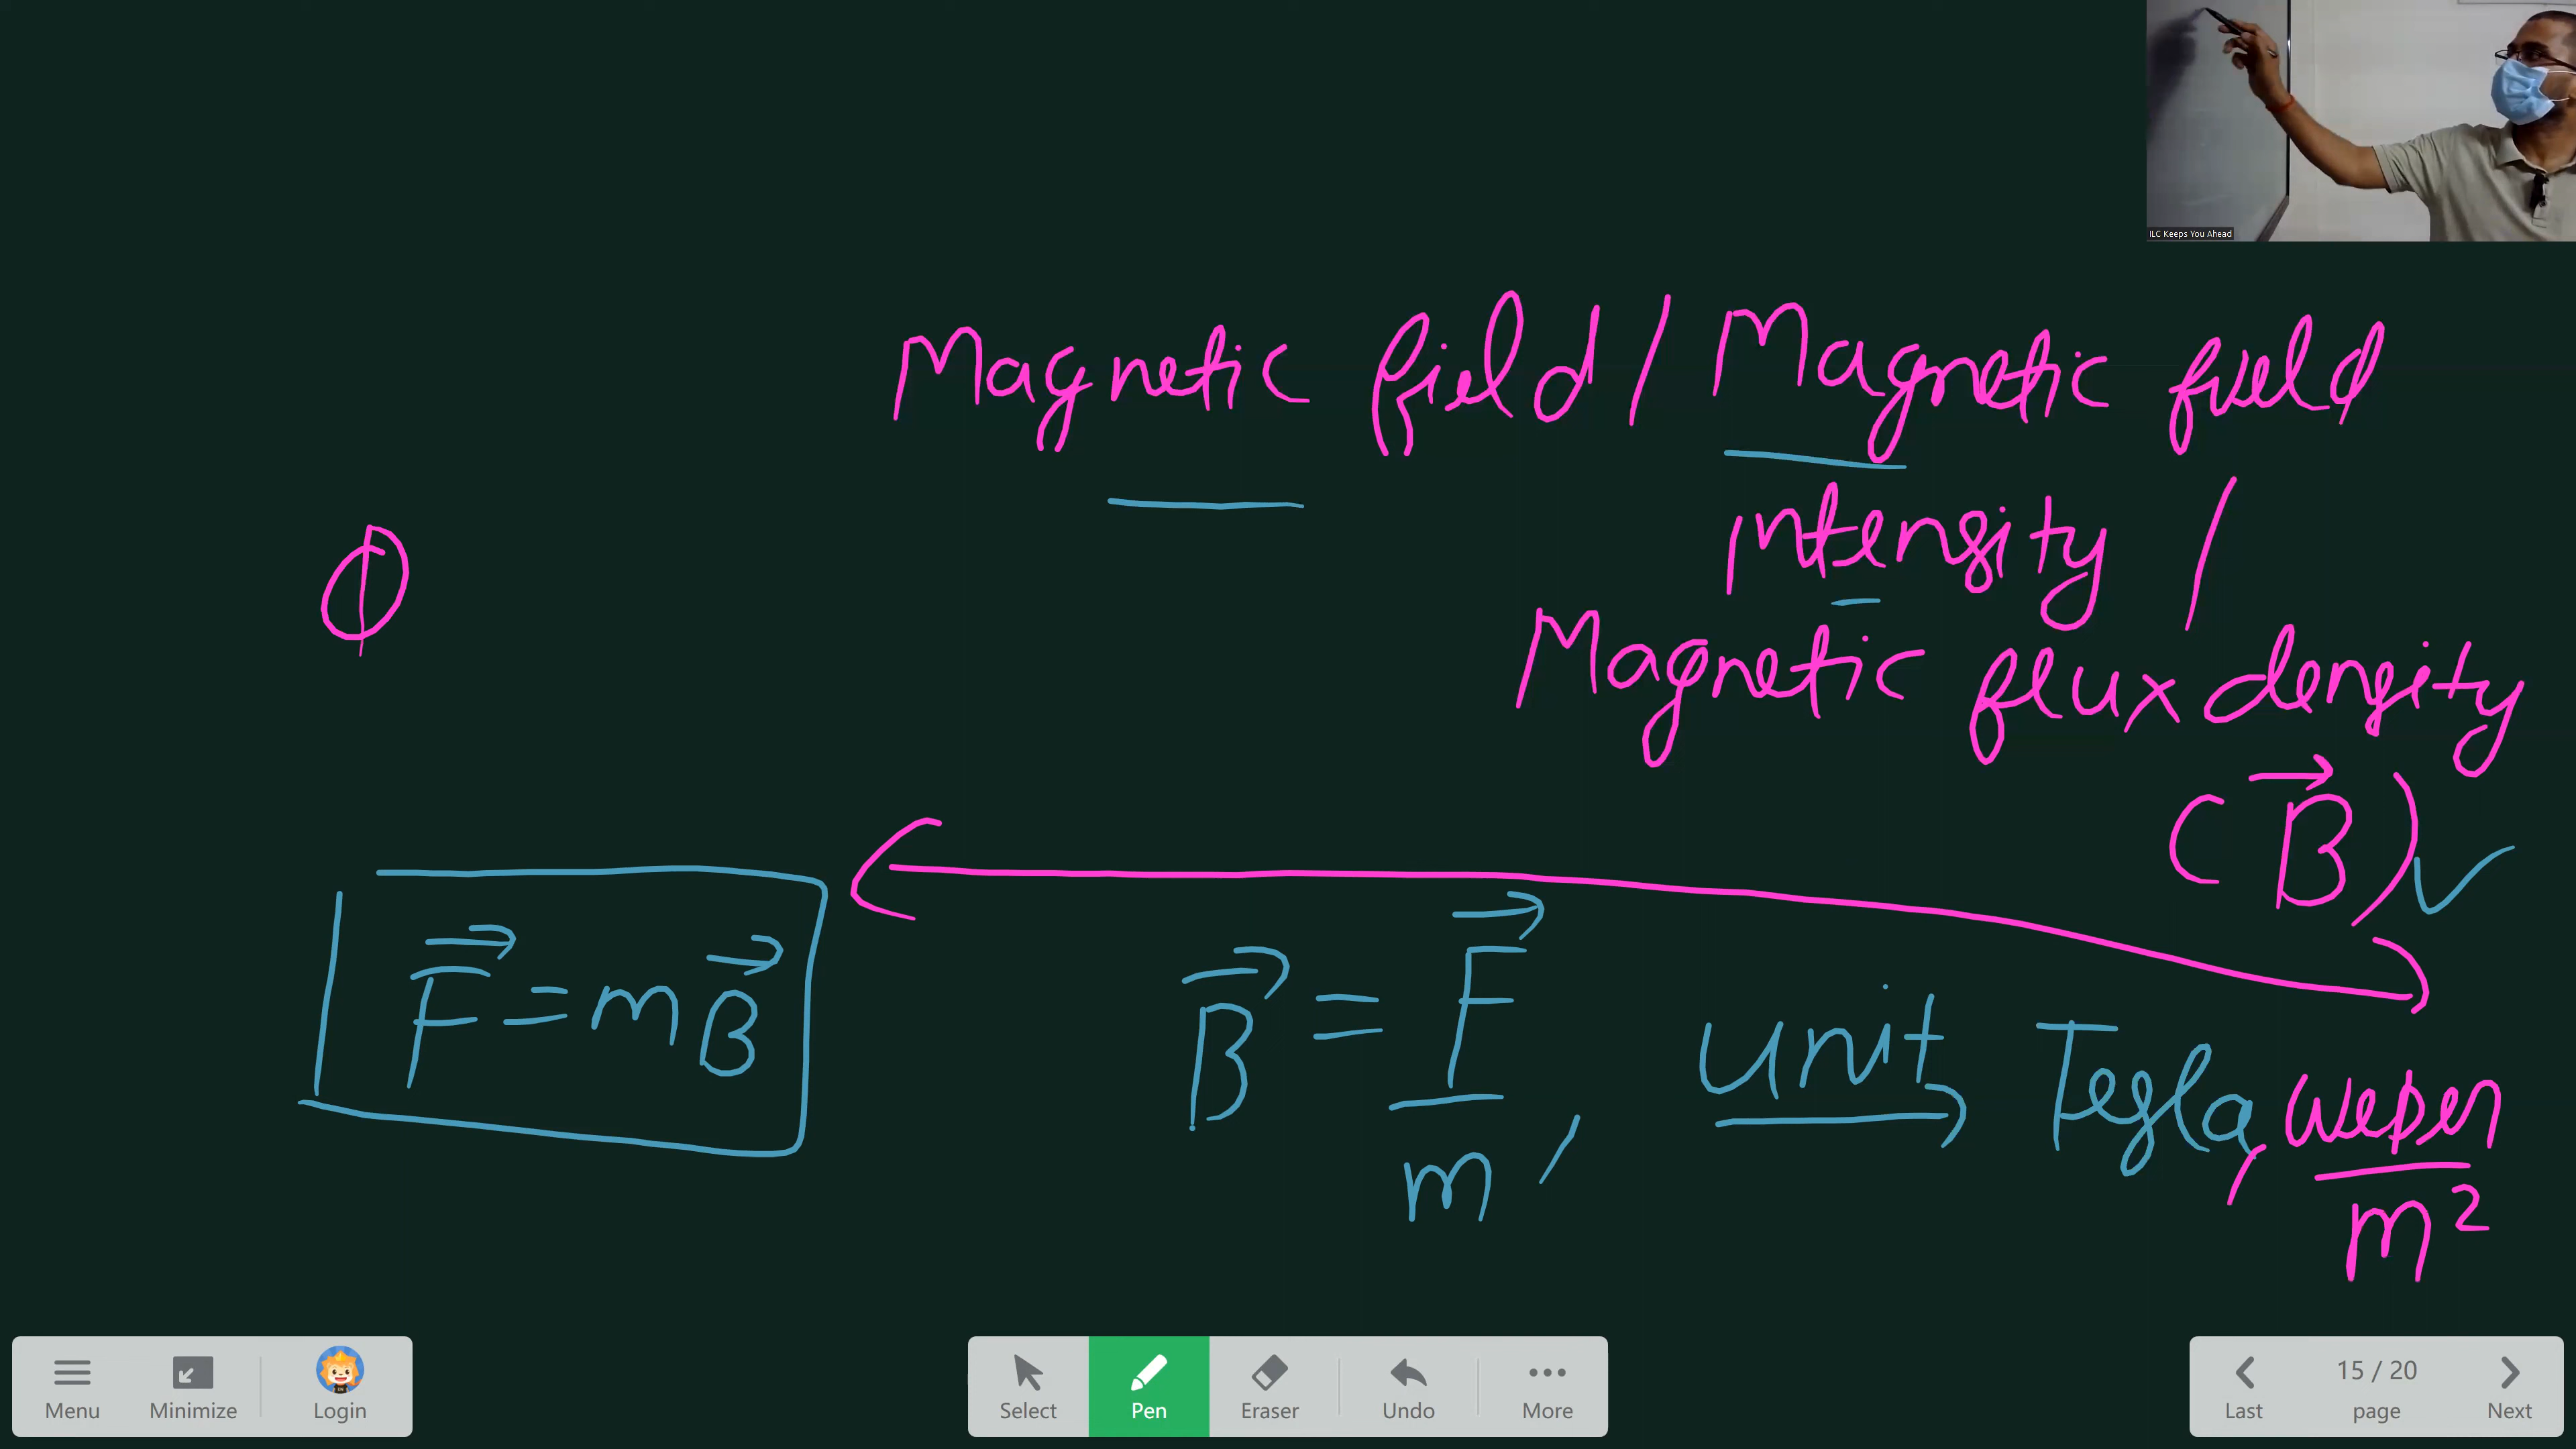 ILC Keeps You Ahead
Magnetic field / Magnetic field
intensity /
Magnetic flux density
(B⃗)
ϕ
F⃗ = mB⃗
B⃗ = F⃗/m, unit Tesla, weber/m²
Menu Minimize Login
Select Pen Eraser Undo More
Last 15 / 20 page Next